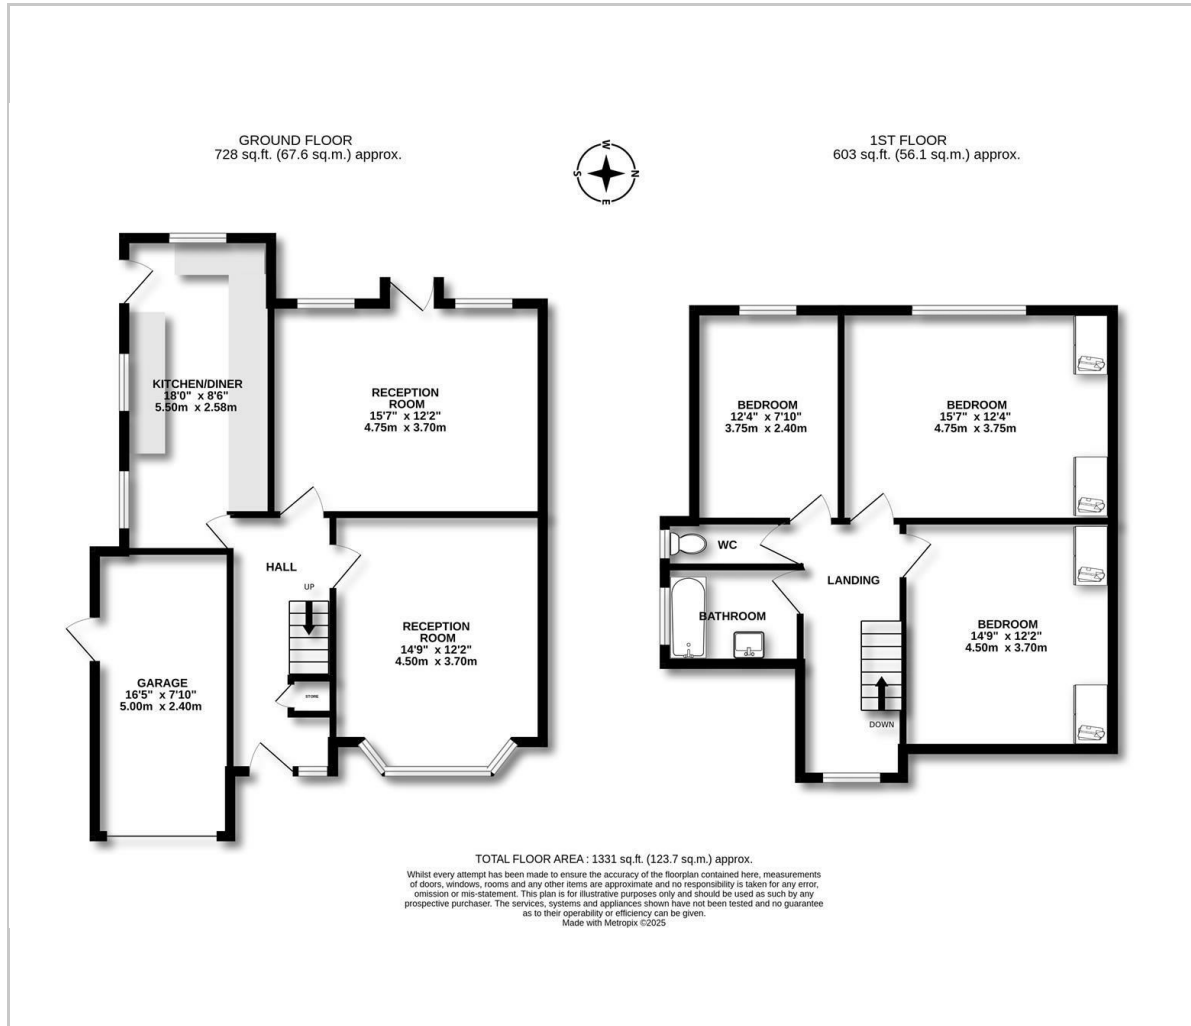 GROUND FLOOR
728 sq.ft. (67.6 sq.m.) approx.
1ST FLOOR
603 sq.ft. (56.1 sq.m.) approx.
W
N
S
E
KITCHEN/DINER
18'0" x 8'6"
5.50m x 2.58m
RECEPTION
ROOM
15'7" x 12'2"
4.75m x 3.70m
HALL
UP
RECEPTION
ROOM
14'9" x 12'2"
4.50m x 3.70m
STORE
GARAGE
16'5" x 7'10"
5.00m x 2.40m
BEDROOM
12'4" x 7'10"
3.75m x 2.40m
BEDROOM
15'7" x 12'4"
4.75m x 3.75m
WC
LANDING
BATHROOM
BEDROOM
14'9" x 12'2"
4.50m x 3.70m
DOWN
TOTAL FLOOR AREA : 1331 sq.ft. (123.7 sq.m.) approx.
Whilst every attempt has been made to ensure the accuracy of the floorplan contained here, measurements
of doors, windows, rooms and any other items are approximate and no responsibility is taken for any error,
omission or mis-statement. This plan is for illustrative purposes only and should be used as such by any
prospective purchaser. The services, systems and appliances shown have not been tested and no guarantee
as to their operability or efficiency can be given.
Made with Metropix ©2025